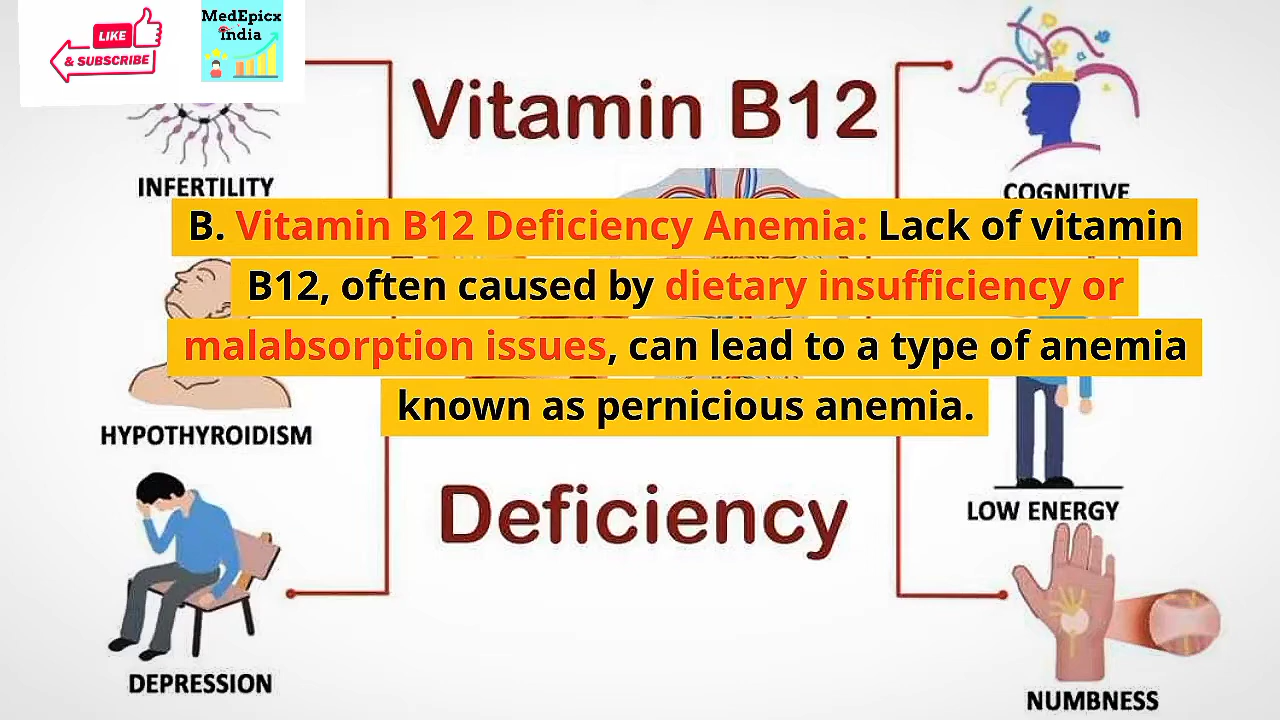 LIKE
& SUBSCRIBE
MedEpicx
India
Vitamin B12
INFERTILITY
COGNITIVE
B. Vitamin B12 Deficiency Anemia: Lack of vitamin
B12, often caused by dietary insufficiency or
malabsorption issues, can lead to a type of anemia
known as pernicious anemia.
HYPOTHYROIDISM
Deficiency
LOW ENERGY
DEPRESSION
NUMBNESS